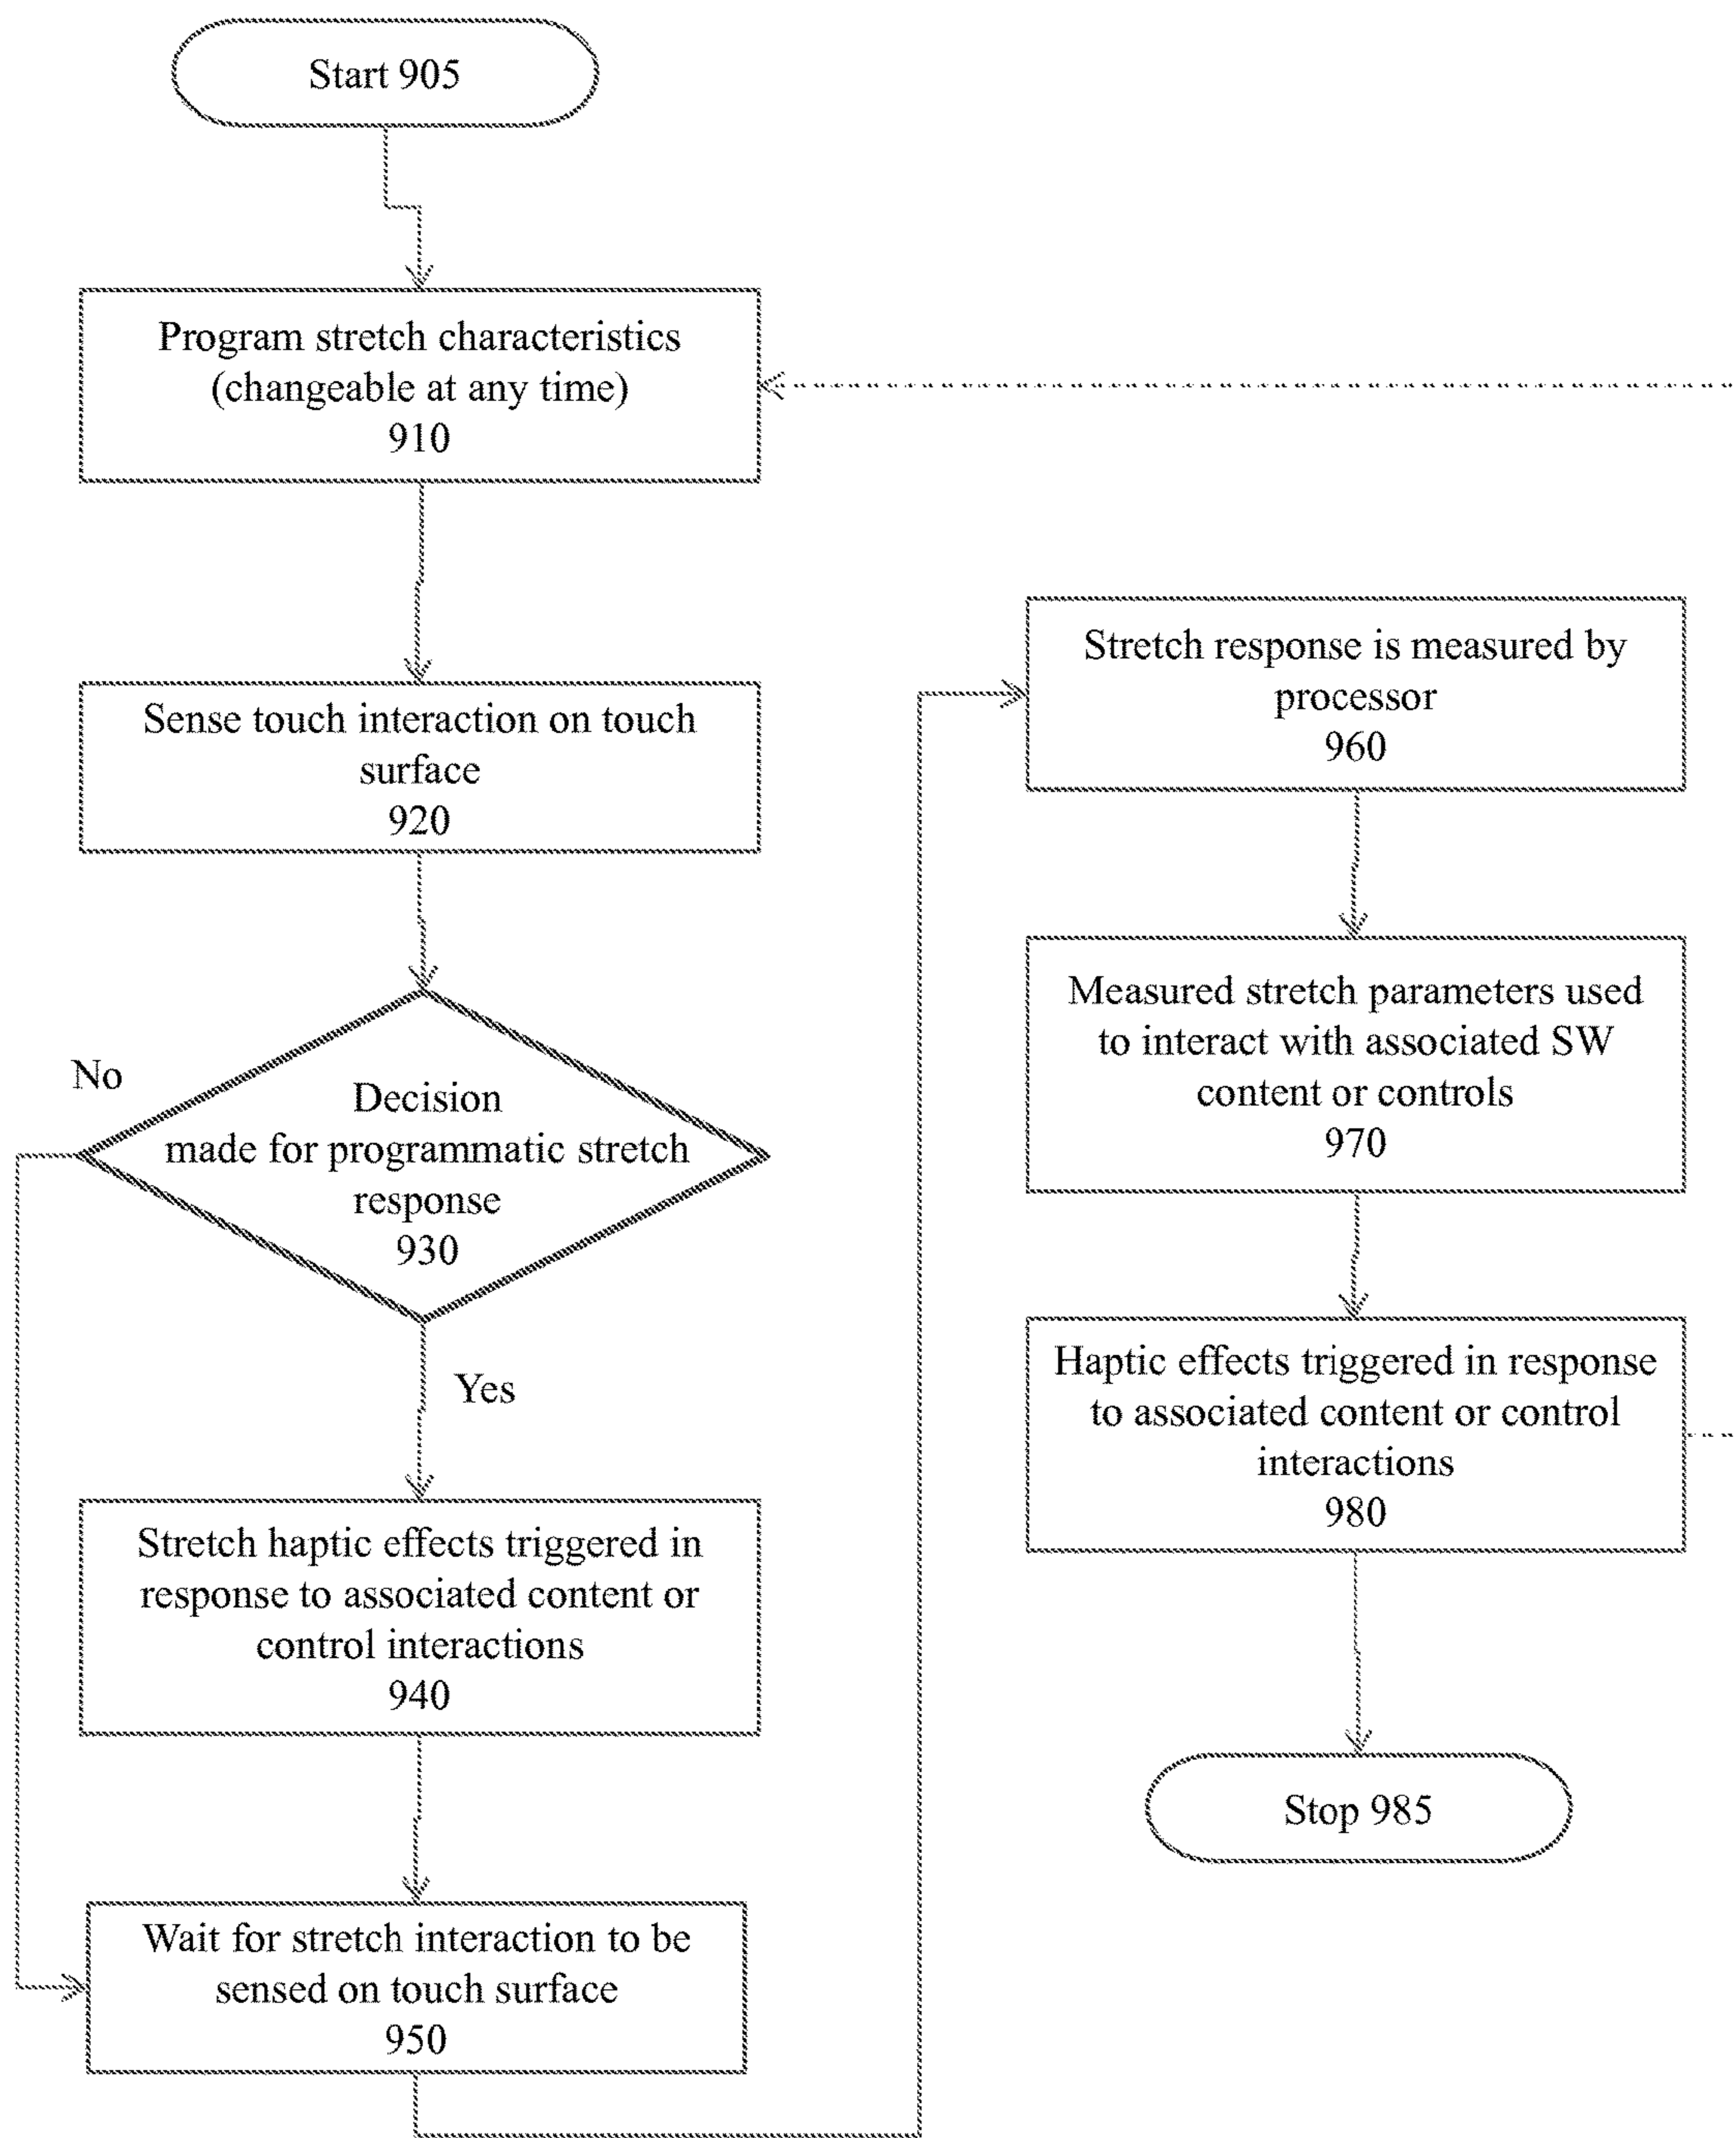 Start 905
Program stretch characteristics
(changeable at any time)
910
Sense touch interaction on touch
surface
920
No
Decision
made for programmatic stretch
response
930
Yes
Stretch haptic effects triggered in
response to associated content or
control interactions
940
Wait for stretch interaction to be
sensed on touch surface
950
Stretch response is measured by
processor
960
Measured stretch parameters used
to interact with associated SW
content or controls
970
Haptic effects triggered in response
to associated content or control
interactions
980
Stop 985